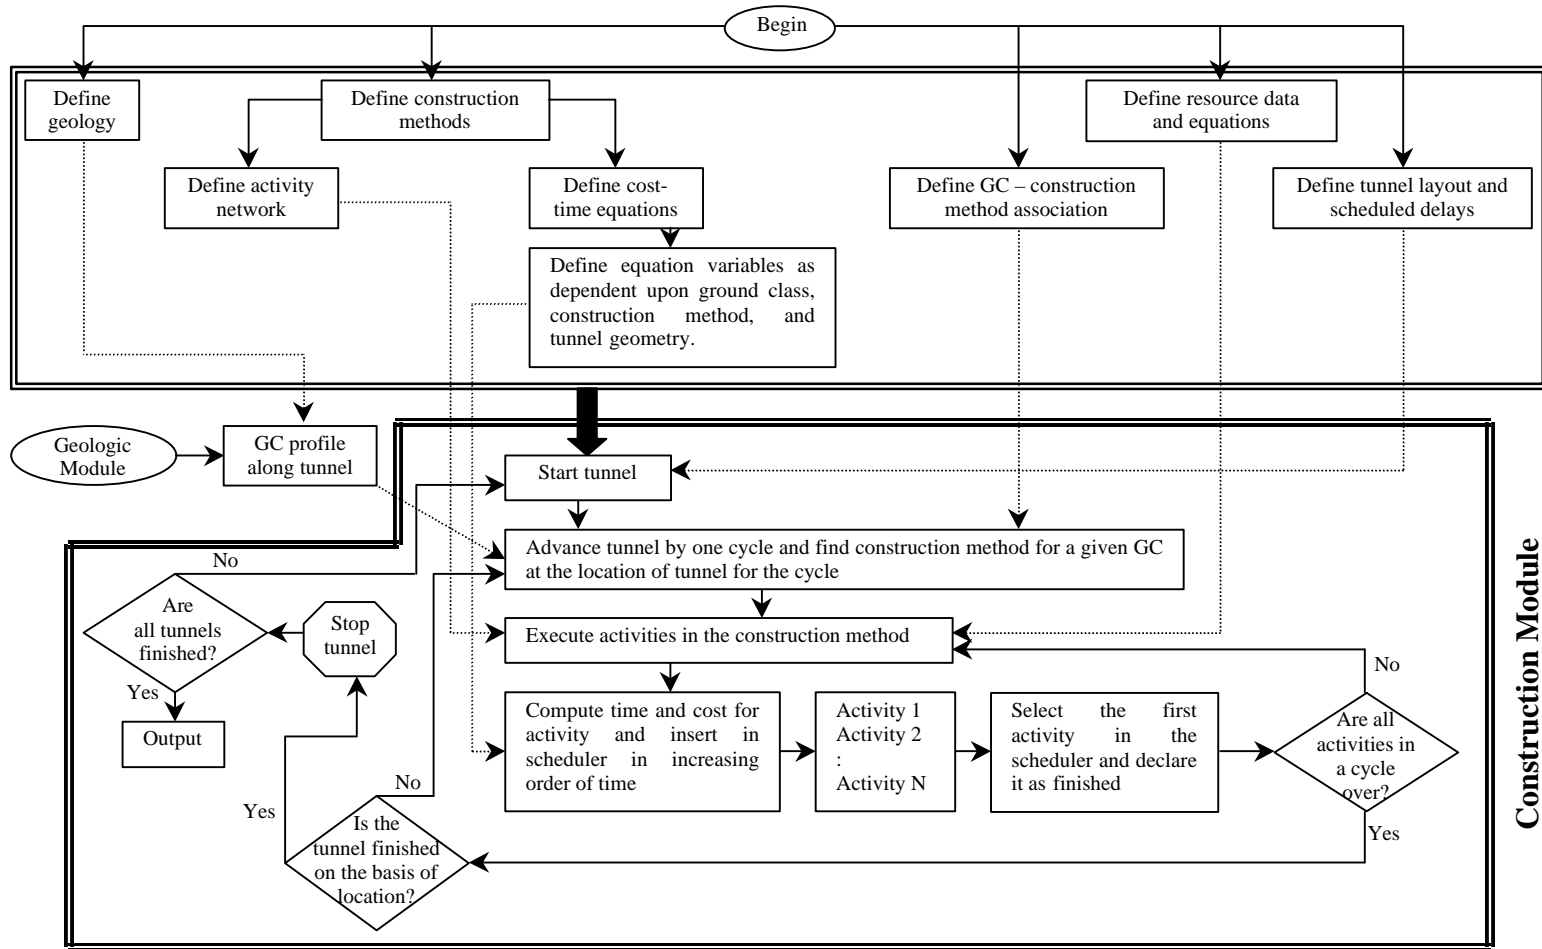 Begin
Define
geology
Define construction
methods
Define resource data
and equations
Define activity
network
Define cost-
time equations
Define GC – construction
method association
Define tunnel layout and
scheduled delays
Define equation variables as
dependent upon ground class,
construction method, and
tunnel geometry.
Geologic
Module
GC profile
along tunnel
Start tunnel
Advance tunnel by one cycle and find construction method for a given GC
at the location of tunnel for the cycle
No
Are
all tunnels
finished?
Stop
tunnel
Execute activities in the construction method
No
Yes
Output
Compute time and cost for
activity and insert in
scheduler in increasing
order of time
Activity 1
Activity 2
:
Activity N
Select the first
activity in the
scheduler and declare
it as finished
Are all
activities in
a cycle
over?
No
Yes
Yes
Is the
tunnel finished
on the basis of
location?
Construction Module